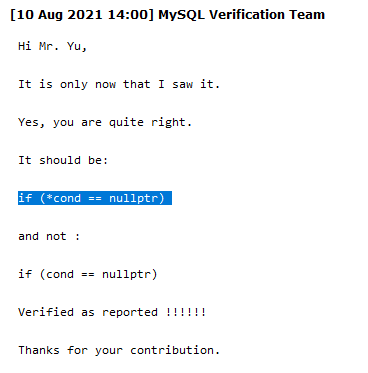 [10 Aug 2021 14:00] MySQL Verification Team
Hi Mr. Yu,
It is only now that I saw it.
Yes, you are quite right.
It should be:
if (*cond == nullptr)
and not :
if (cond == nullptr)
Verified as reported !!!!!!
Thanks for your contribution.